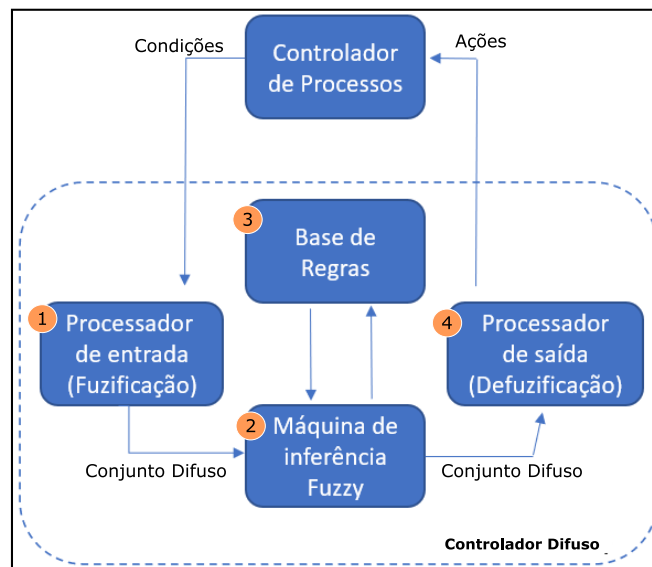 Condições
Controlador
de Processos
Ações
3
Base de
Regras
1
Processador
de entrada
(Fuzificação)
4
Processador
de saída
(Defuzificação)
2
Máquina de
inferência
Fuzzy
Conjunto Difuso
Conjunto Difuso
Controlador Difuso